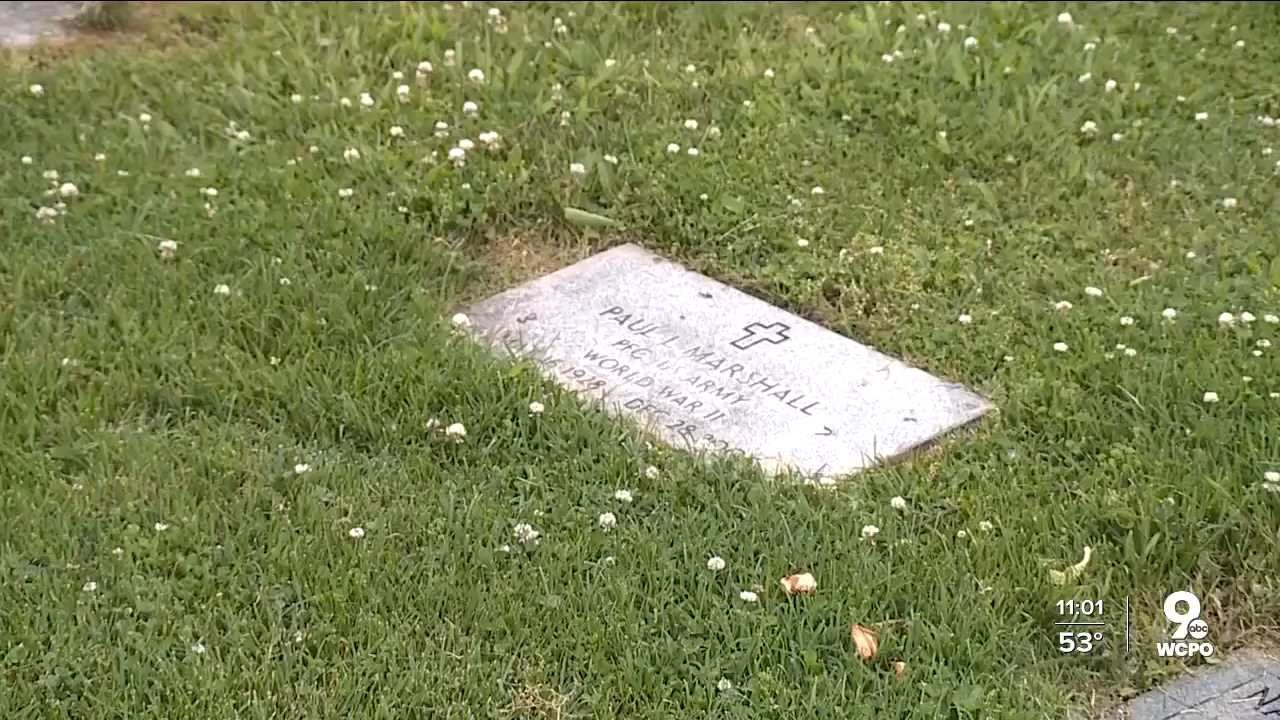 PAUL L MARSHALL
PFC US ARMY
WORLD WAR II
1928 DEC 28
11:01
53°
9
abc
WCPO